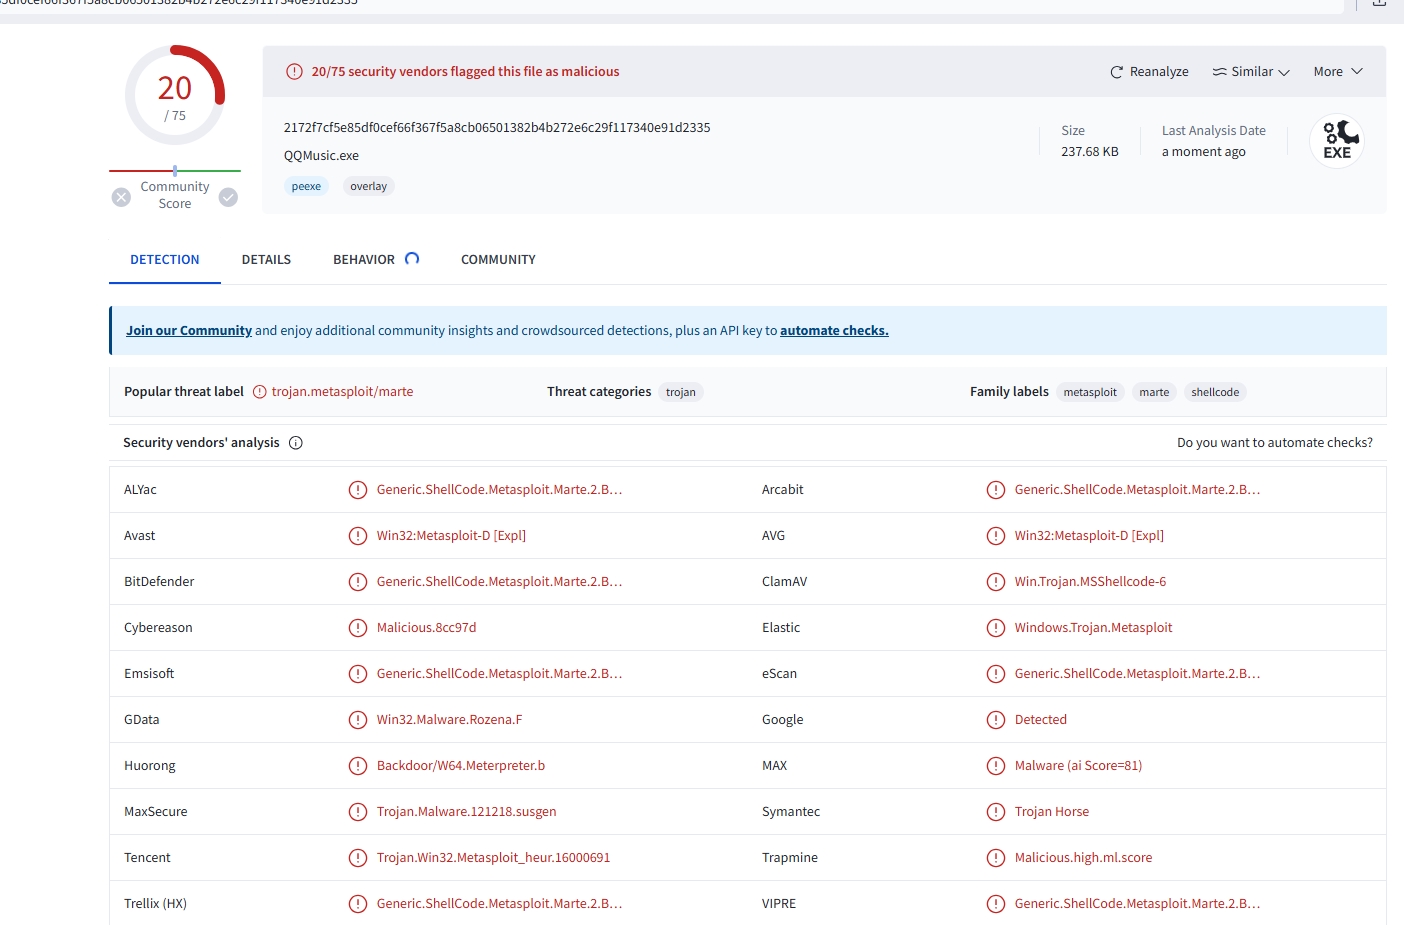 20
/ 75
Community
Score
20/75 security vendors flagged this file as malicious
Reanalyze
Similar
More
2172f7cf5e85df0cef66f367f5a8cb06501382b4b272e6c29f117340e91d2335
QQMusic.exe
peexe
overlay
Size
237.68 KB
Last Analysis Date
a moment ago
EXE
DETECTION
DETAILS
BEHAVIOR
COMMUNITY
Join our Community and enjoy additional community insights and crowdsourced detections, plus an API key to automate checks.
Popular threat label
trojan.metasploit/marte
Threat categories
trojan
Family labels
metasploit
marte
shellcode
Security vendors' analysis
Do you want to automate checks?
ALYac
Generic.ShellCode.Metasploit.Marte.2.B…
Arcabit
Generic.ShellCode.Metasploit.Marte.2.B…
Avast
Win32:Metasploit-D [Expl]
AVG
Win32:Metasploit-D [Expl]
BitDefender
Generic.ShellCode.Metasploit.Marte.2.B…
ClamAV
Win.Trojan.MSShellcode-6
Cybereason
Malicious.8cc97d
Elastic
Windows.Trojan.Metasploit
Emsisoft
Generic.ShellCode.Metasploit.Marte.2.B…
eScan
Generic.ShellCode.Metasploit.Marte.2.B…
GData
Win32.Malware.Rozena.F
Google
Detected
Huorong
Backdoor/W64.Meterpreter.b
MAX
Malware (ai Score=81)
MaxSecure
Trojan.Malware.121218.susgen
Symantec
Trojan Horse
Tencent
Trojan.Win32.Metasploit_heur.16000691
Trapmine
Malicious.high.ml.score
Trellix (HX)
Generic.ShellCode.Metasploit.Marte.2.B…
VIPRE
Generic.ShellCode.Metasploit.Marte.2.B…